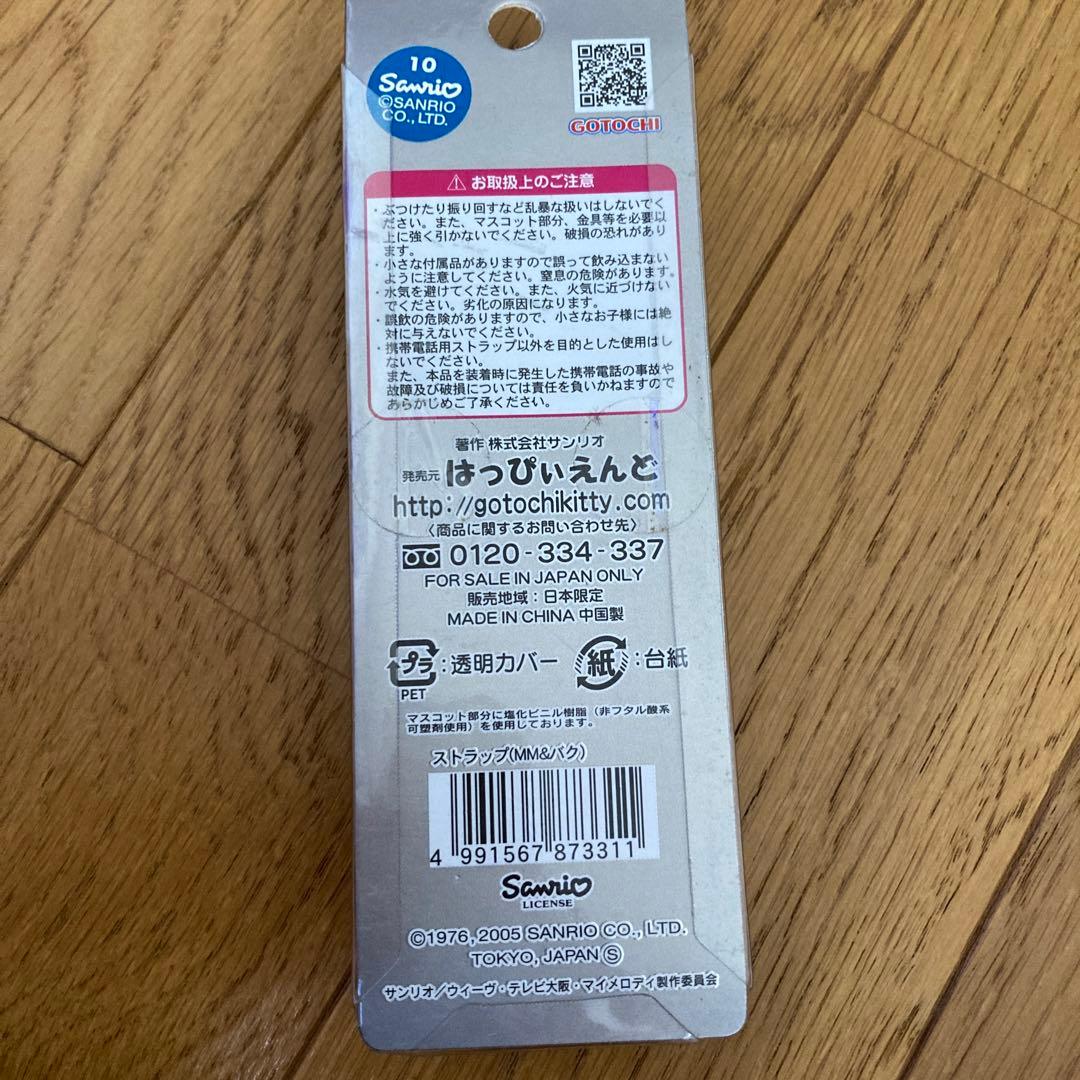 10
Sanrio
©SANRIO
CO., LTD.
GOTOCHI
⚠ お取扱上のご注意
・ぶつけたり振り回すなど乱暴な扱いはしないでく
ださい。また、マスコット部分、金具等を必要以
上に強く引かないでください。破損の恐れがあり
ます。
・小さな付属品がありますので誤って飲み込まない
ように注意してください。窒息の危険があります。
・水気を避けてください。また、火気に近づけない
でください。劣化の原因になります。
・誤飲の危険がありますので、小さなお子様には絶
対に与えないでください。
・携帯電話用ストラップ以外を目的とした使用はし
ないでください。
また、本品を装着時に発生した携帯電話の事故や
故障及び破損については責任を負いかねますので
あらかじめご了承ください。
著作 株式会社サンリオ
発売元 はっぴぃえんど
http://gotochikitty.com
〈商品に関するお問い合わせ先〉
0120-334-337
FOR SALE IN JAPAN ONLY
販売地域：日本限定
MADE IN CHINA 中国製
プラ：透明カバー 紙：台紙
PET
マスコット部分に塩化ビニル樹脂（非フタル酸系
可塑剤使用）を使用しております。
ストラップ(MM&バク)
4 991567 873311
Sanrio
LICENSE
©1976, 2005 SANRIO CO., LTD.
TOKYO, JAPAN Ⓢ
サンリオ／ウィーヴ・テレビ大阪・マイメロディ製作委員会